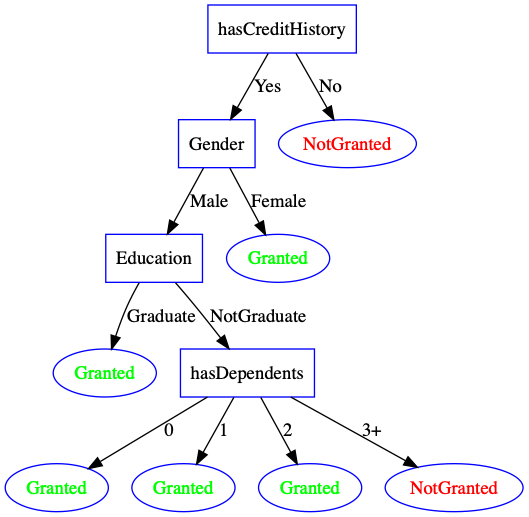 hasCreditHistory
Yes
No
Gender
NotGranted
Male
Female
Education
Granted
Graduate
NotGraduate
Granted
hasDependents
0
1
2
3+
Granted
Granted
Granted
NotGranted